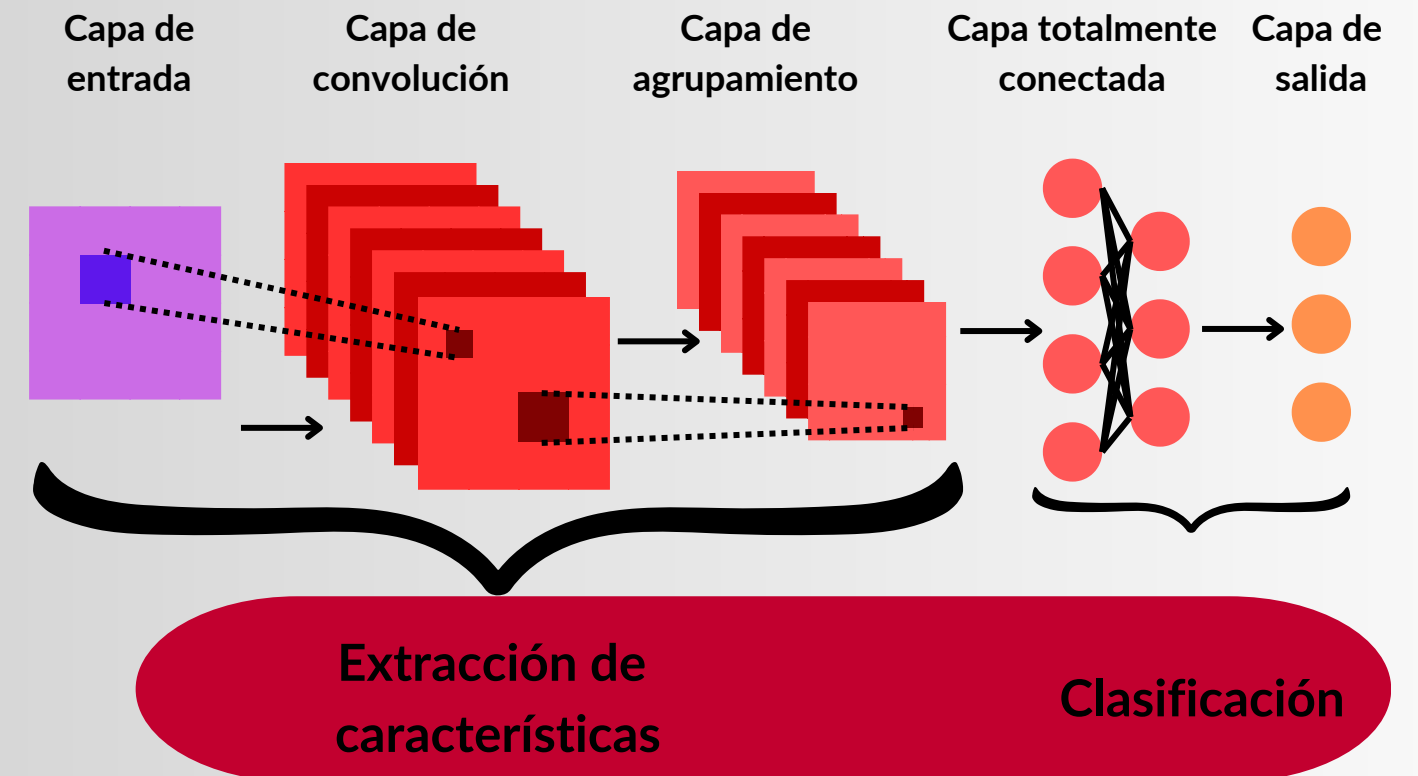 Capa de
entrada
Capa de
convolución
Capa de
agrupamiento
Capa totalmente
conectada
Capa de
salida
Extracción de
características
Clasificación